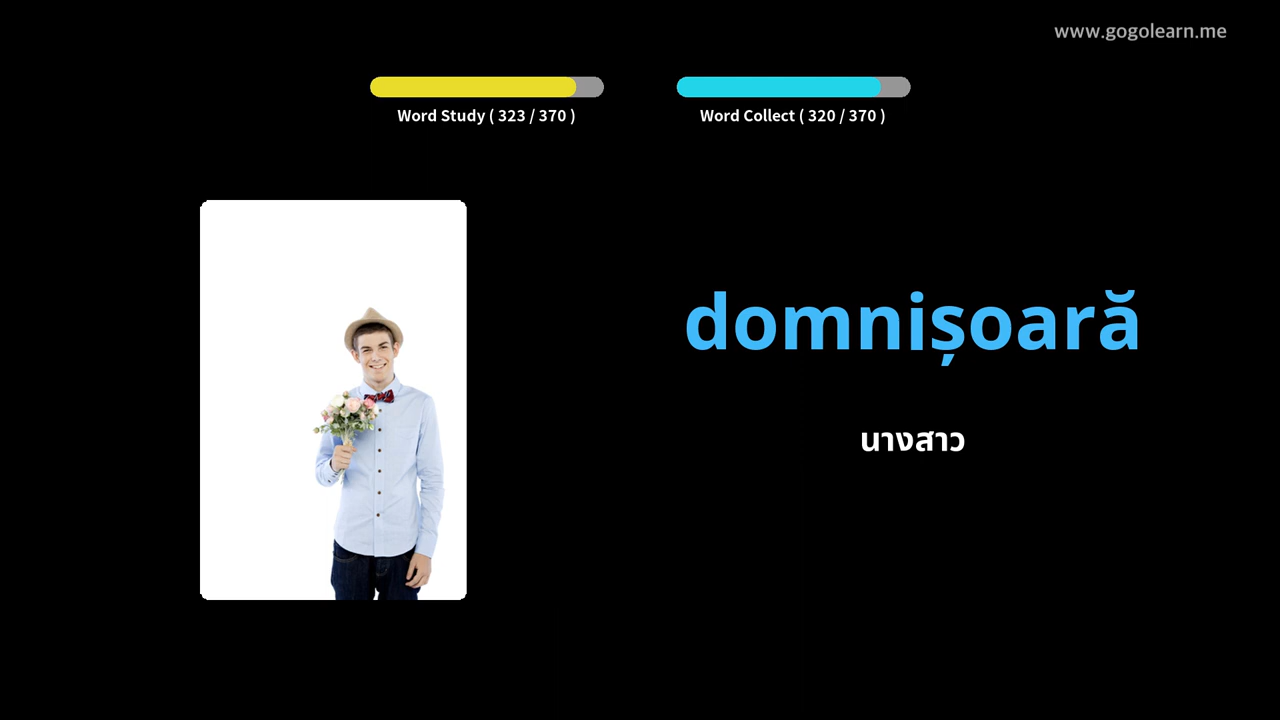 www.gogolearn.me
Word Study ( 323 / 370 )
Word Collect ( 320 / 370 )
domnișoară
นางสาว